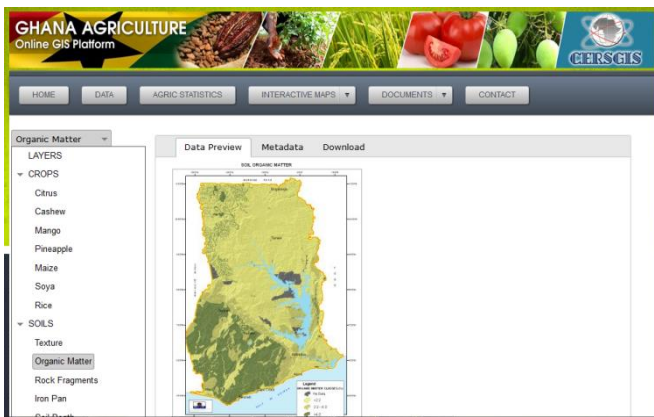 GHANA AGRICULTURE
Online GIS Platform
CERSGIS
HOME DATA AGRIC STATISTICS INTERACTIVE MAPS DOCUMENTS CONTACT
Organic Matter
LAYERS
CROPS
Citrus
Cashew
Mango
Pineapple
Maize
Soya
Rice
SOILS
Texture
Organic Matter
Rock Fragments
Iron Pan
Data Preview Metadata Download
SOIL ORGANIC MATTER
Legend
No Data